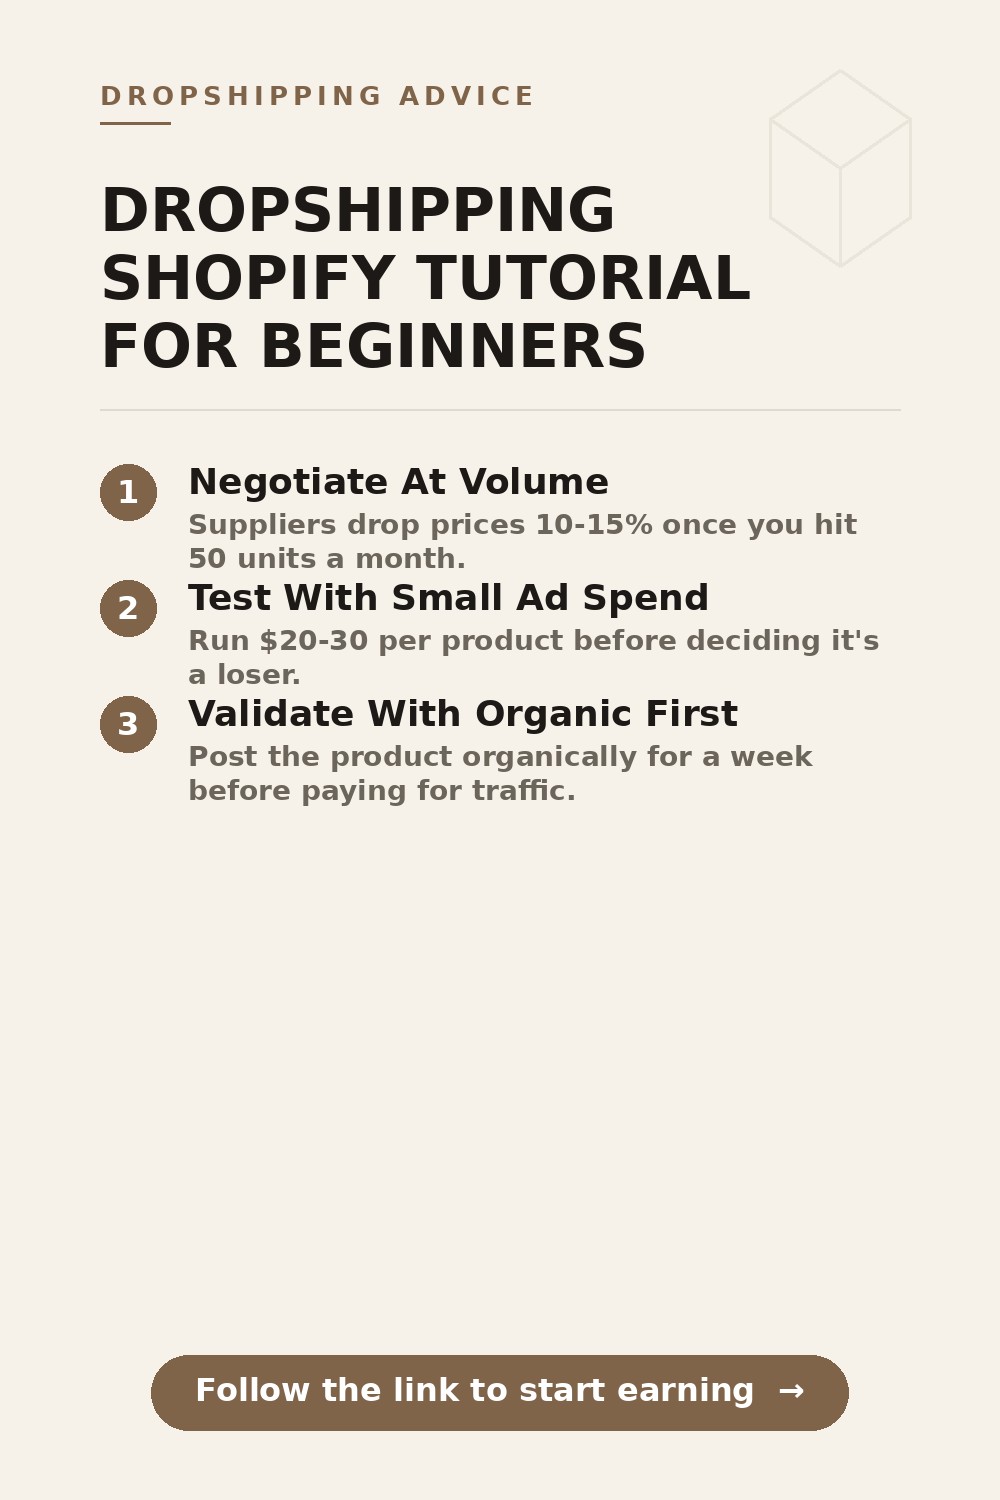 DROPSHIPPING ADVICE
DROPSHIPPING
SHOPIFY TUTORIAL
FOR BEGINNERS
1 Negotiate At Volume
Suppliers drop prices 10-15% once you hit
50 units a month.
2 Test With Small Ad Spend
Run $20-30 per product before deciding it's
a loser.
3 Validate With Organic First
Post the product organically for a week
before paying for traffic.
Follow the link to start earning →